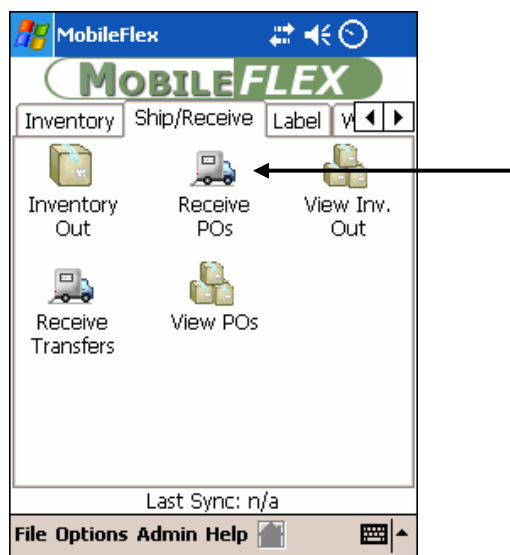 MobileFlex
MOBILEFLEX
Inventory Ship/Receive Label
Inventory Out
Receive POs
View Inv. Out
Receive Transfers
View POs
Last Sync: n/a
File Options Admin Help